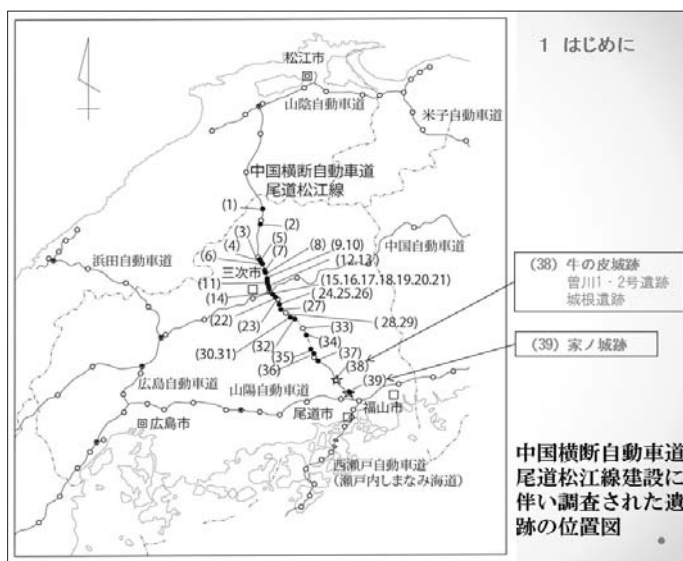 1 はじめに
松江市
山陰自動車道
米子自動車道
中国横断自動車道
尾道松江線
(1)
(2)
(3)
(4)
(5)
(6)
(7)
(8)
(9,10)
中国自動車道
浜田自動車道
三次市
(11)
(12,13)
(14)
(15.16.17.18.19.20.21)
(22)
(24.25.26)
(23)
(27)
(28.29)
(30.31)
(32)
(33)
(34)
(35)
(36)
(37)
(38)
(39)
広島自動車道
山陽自動車道
福山市
尾道市
広島市
西瀬戸自動車道
(瀬戸内しまなみ海道)
(38) 牛の皮城跡
曽川1・2号遺跡
城根遺跡
(39) 家ノ城跡
中国横断自動車道
尾道松江線建設に
伴い調査された遺
跡の位置図